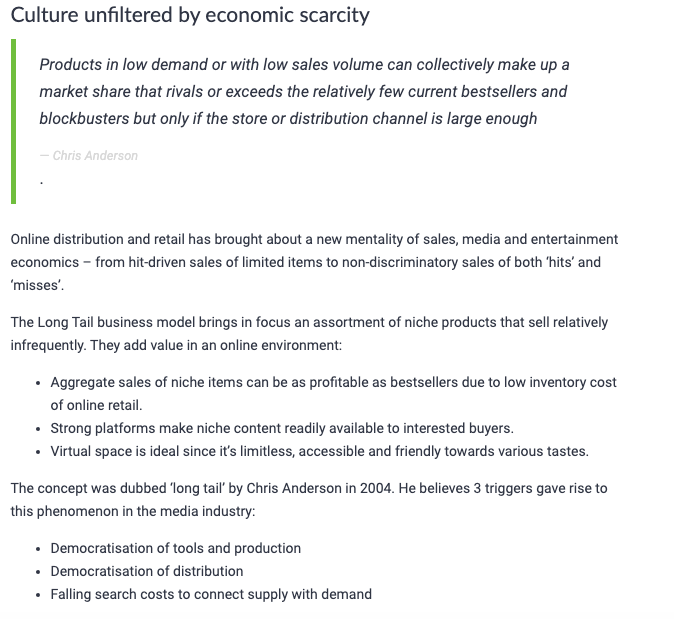 Culture unfiltered by economic scarcity
Products in low demand or with low sales volume can collectively make up a
market share that rivals or exceeds the relatively few current bestsellers and
blockbusters but only if the store or distribution channel is large enough
— Chris Anderson
.
Online distribution and retail has brought about a new mentality of sales, media and entertainment
economics – from hit-driven sales of limited items to non-discriminatory sales of both ‘hits’ and
‘misses’.
The Long Tail business model brings in focus an assortment of niche products that sell relatively
infrequently. They add value in an online environment:
• Aggregate sales of niche items can be as profitable as bestsellers due to low inventory cost
of online retail.
• Strong platforms make niche content readily available to interested buyers.
• Virtual space is ideal since it’s limitless, accessible and friendly towards various tastes.
The concept was dubbed ‘long tail’ by Chris Anderson in 2004. He believes 3 triggers gave rise to
this phenomenon in the media industry:
• Democratisation of tools and production
• Democratisation of distribution
• Falling search costs to connect supply with demand